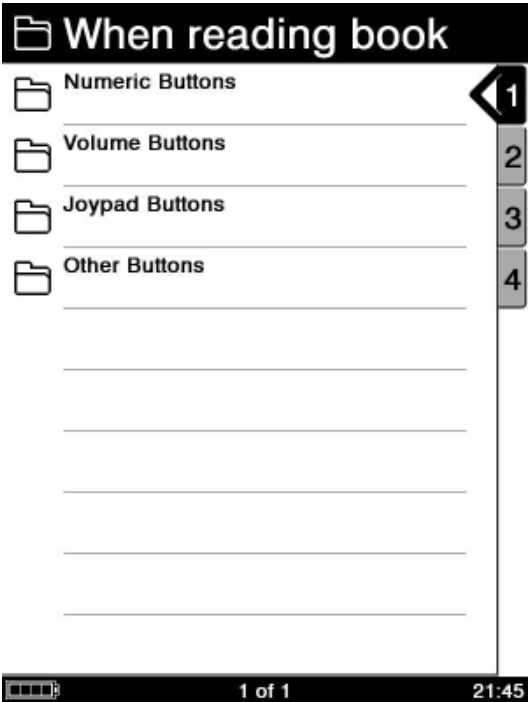 When reading book
Numeric Buttons
1
Volume Buttons
2
Joypad Buttons
3
Other Buttons
4
1 of 1
21:45